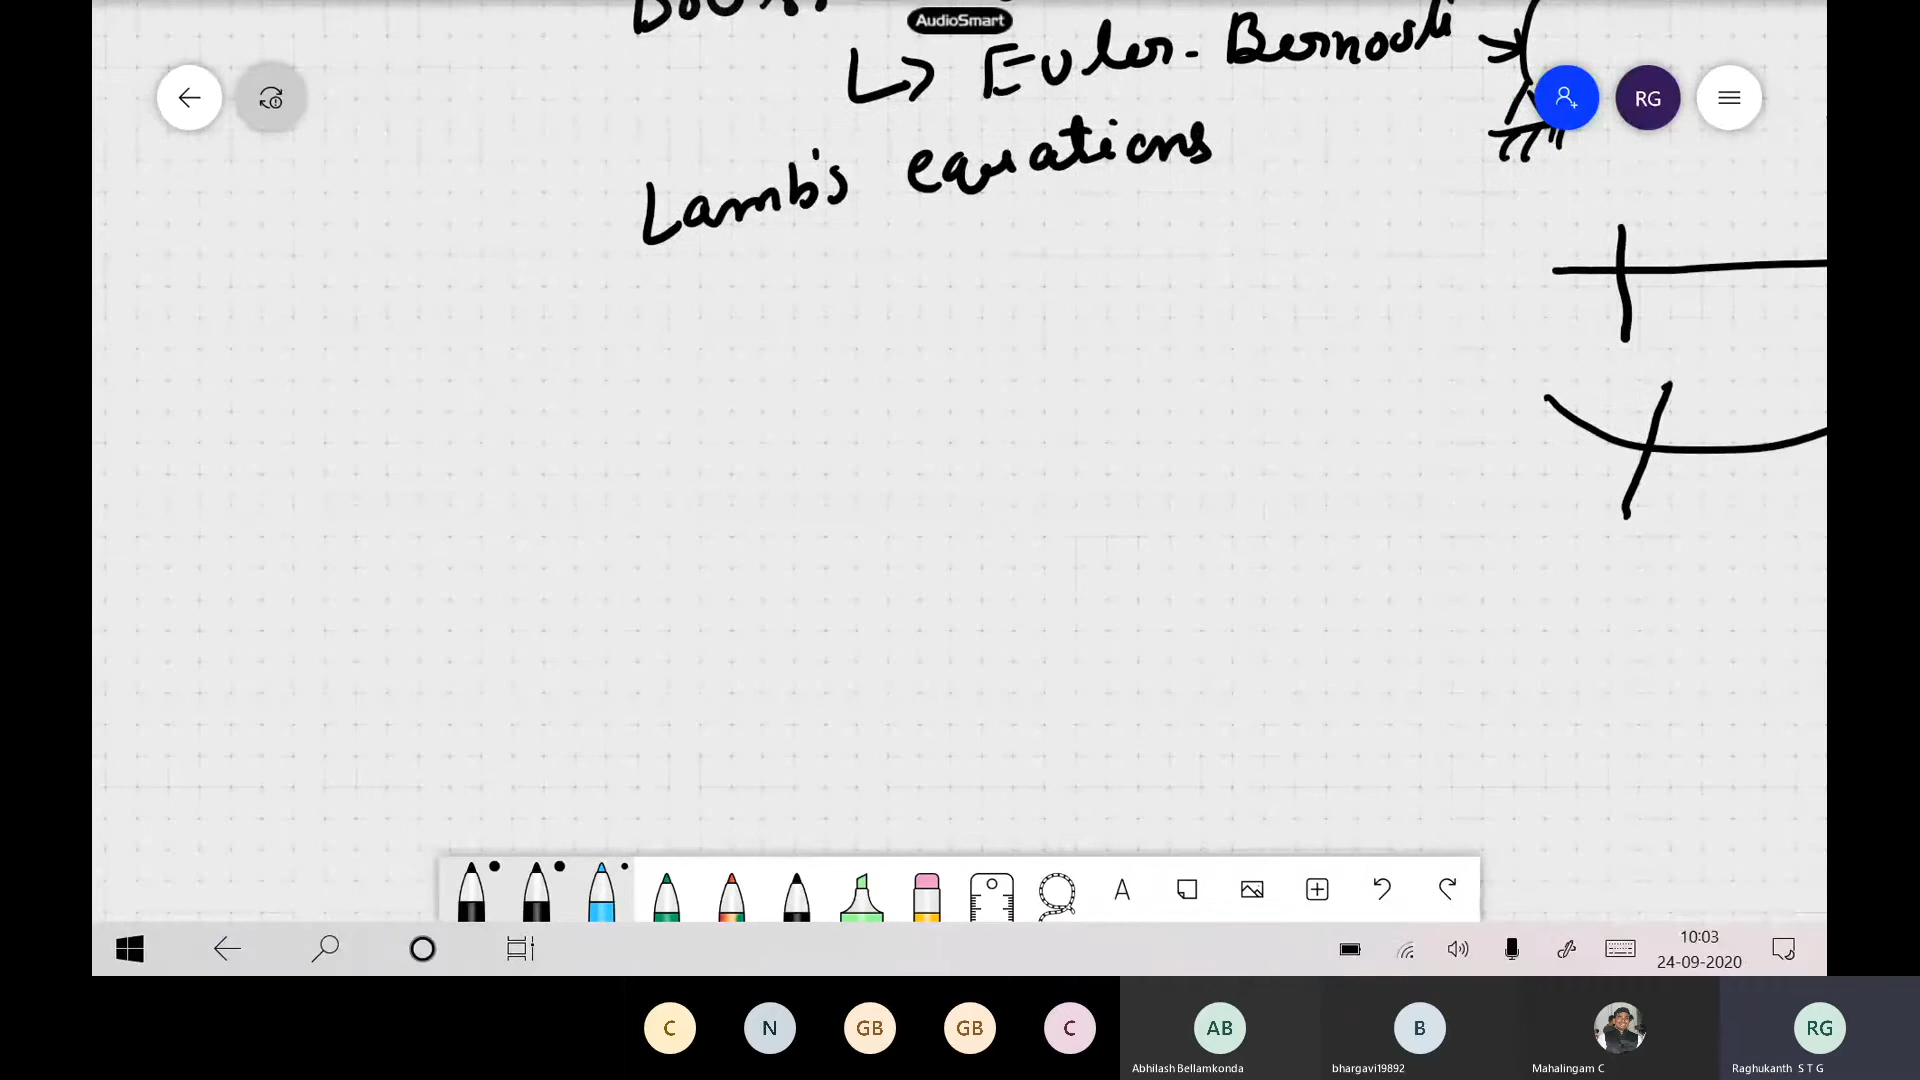 AudioSmart
↳ Euler-Bernoulli →
RG
Lamb's equations
A
10:03
24-09-2020
C N GB GB C AB B RG
Abhilash Bellamkonda bhargavi19892 Mahalingam C Raghukanth S T G